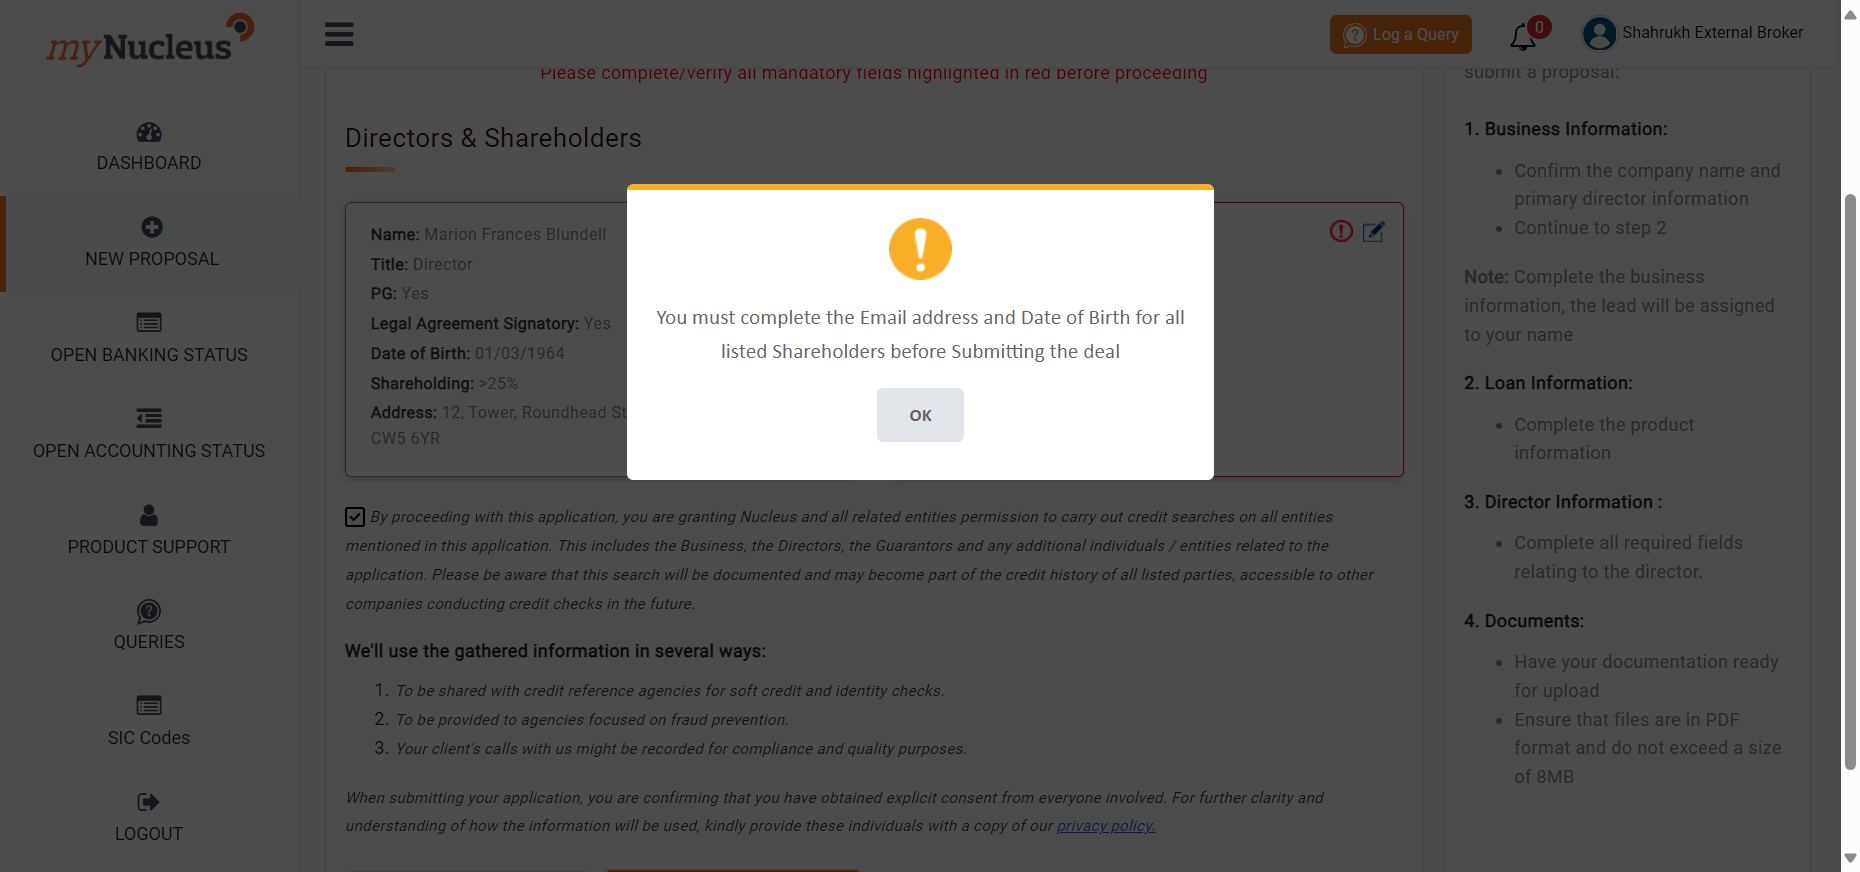 myNucleus
Log a Query
0
Shahrukh External Broker
DASHBOARD
NEW PROPOSAL
OPEN BANKING STATUS
OPEN ACCOUNTING STATUS
PRODUCT SUPPORT
QUERIES
SIC Codes
LOGOUT
Please complete/verify all mandatory fields highlighted in red before proceeding
Directors & Shareholders
Name: Marion Frances Blundell
Title: Director
PG: Yes
Legal Agreement Signatory: Yes
Date of Birth: 01/03/1964
Shareholding: >25%
Address: 12, Tower, Roundhead St
CW5 6YR
You must complete the Email address and Date of Birth for all
listed Shareholders before Submitting the deal
OK
By proceeding with this application, you are granting Nucleus and all related entities permission to carry out credit searches on all entities
mentioned in this application. This includes the Business, the Directors, the Guarantors and any additional individuals / entities related to the
application. Please be aware that this search will be documented and may become part of the credit history of all listed parties, accessible to other
companies conducting credit checks in the future.
We'll use the gathered information in several ways:
1. To be shared with credit reference agencies for soft credit and identity checks.
2. To be provided to agencies focused on fraud prevention.
3. Your client's calls with us might be recorded for compliance and quality purposes.
When submitting your application, you are confirming that you have obtained explicit consent from everyone involved. For further clarity and
understanding of how the information will be used, kindly provide these individuals with a copy of our privacy policy.
submit a proposal:
1. Business Information:
• Confirm the company name and
primary director information
• Continue to step 2
Note: Complete the business
information, the lead will be assigned
to your name
2. Loan Information:
• Complete the product
information
3. Director Information :
• Complete all required fields
relating to the director.
4. Documents:
• Have your documentation ready
for upload
• Ensure that files are in PDF
format and do not exceed a size
of 8MB